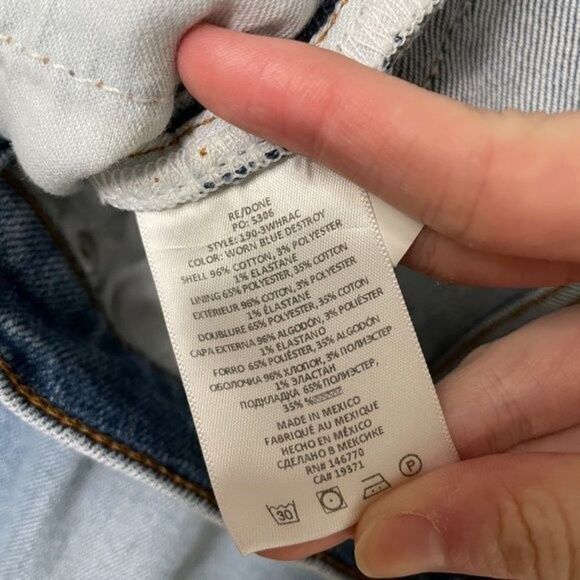 RE/DONE
PO: 5306
STYLE: 190-3WHRAC
COLOR: WORN BLUE DESTROY
SHELL 96% COTTON, 3% POLYESTER
1% ELASTANE
LINING 65% POLYESTER, 35% COTON
EXTÉRIEUR 96% COTON, 3% POLYESTER
1% ÉLASTANE
DOUBLURE 65% POLYESTER, 35% COTON
CAPA EXTERNA 96% ALGODÓN, 3% POLIÉSTER
1% ELASTANO
FORRO 65% POLIÉSTER, 35% ALGODÓN
ОБОЛОЧКА 96% ХЛОПОК, 3% ПОЛИЭСТЕР
1% ЭЛАСТАН
ПОДКЛАДКА 65% ПОЛИЭСТЕР,
35%
MADE IN MEXICO
FABRIQUÉ AU MEXIQUE
HECHO EN MÉXICO
СДЕЛАНО В МЕКСИКЕ
RN# 146770
CA# 19371
30 P